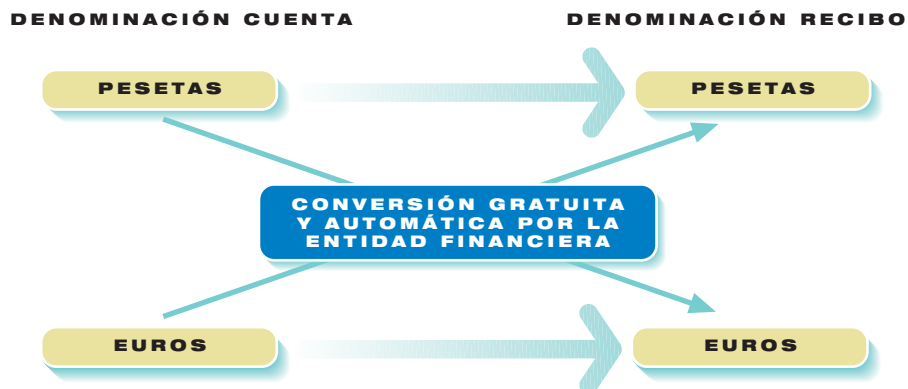 DENOMINACIÓN CUENTA
DENOMINACIÓN RECIBO
PESETAS
PESETAS
CONVERSIÓN GRATUITA
Y AUTOMÁTICA POR LA
ENTIDAD FINANCIERA
EUROS
EUROS